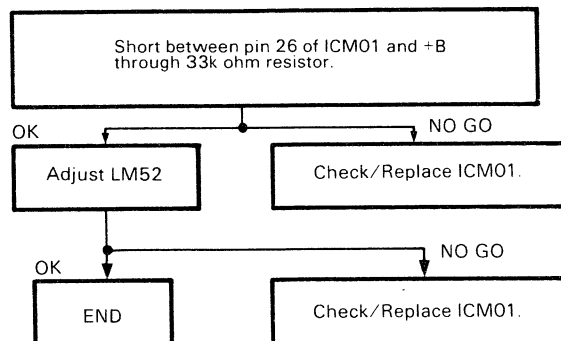 Short between pin 26 of ICM01 and +B
through 33k ohm resistor.
OK
NO GO
Adjust LM52
Check/Replace ICM01.
OK
NO GO
END
Check/Replace ICM01.